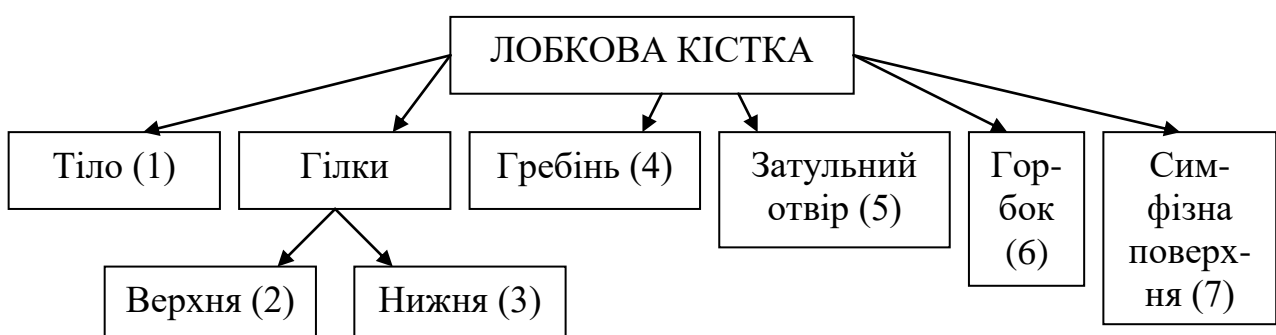 ЛОБКОВА КІСТКА
Тіло (1)
Гілки
Гребінь (4)
Затульний
отвір (5)
Гор-
бок
(6)
Сим-
фізна
поверх-
ня (7)
Верхня (2)
Нижня (3)